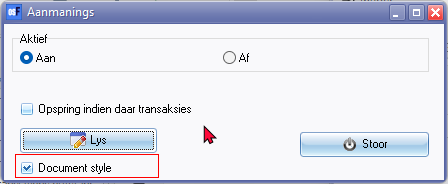 Aanmanings
Aktief
Aan
Af
Opspring indien daar transaksies
Lys
Stoor
Document style